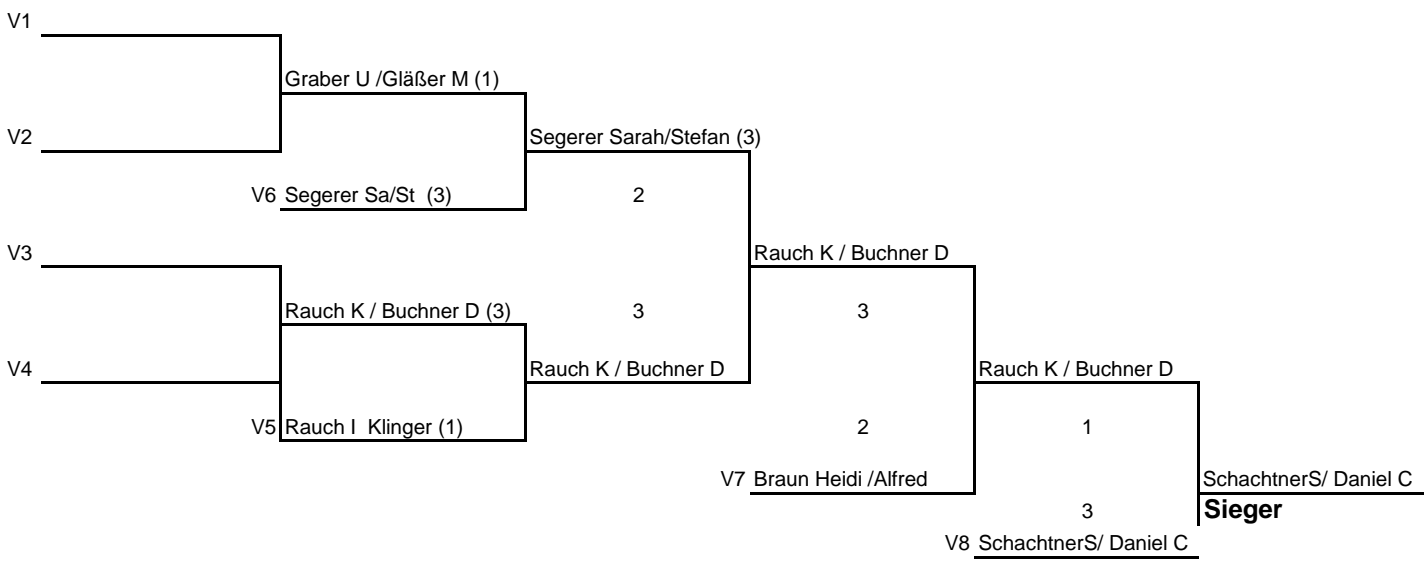 V1
Graber U /Gläßer M (1)
V2
Segerer Sarah/Stefan (3)
V6 Segerer Sa/St (3)
2
V3
Rauch K / Buchner D
Rauch K / Buchner D (3)
3
3
V4
Rauch K / Buchner D
Rauch K / Buchner D
V5 Rauch I Klinger (1)
2
1
V7 Braun Heidi /Alfred
SchachtnerS/ Daniel C
3
Sieger
V8 SchachtnerS/ Daniel C